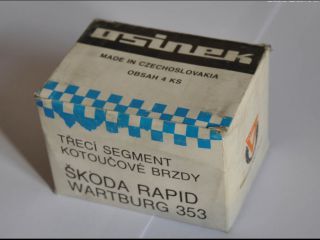 osinek
MADE IN CZECHOSLOVAKIA
OBSAH 4 KS
TŘECÍ SEGMENT
KOTOUČOVÉ BRZDY
ŠKODA RAPID
WARTBURG 353